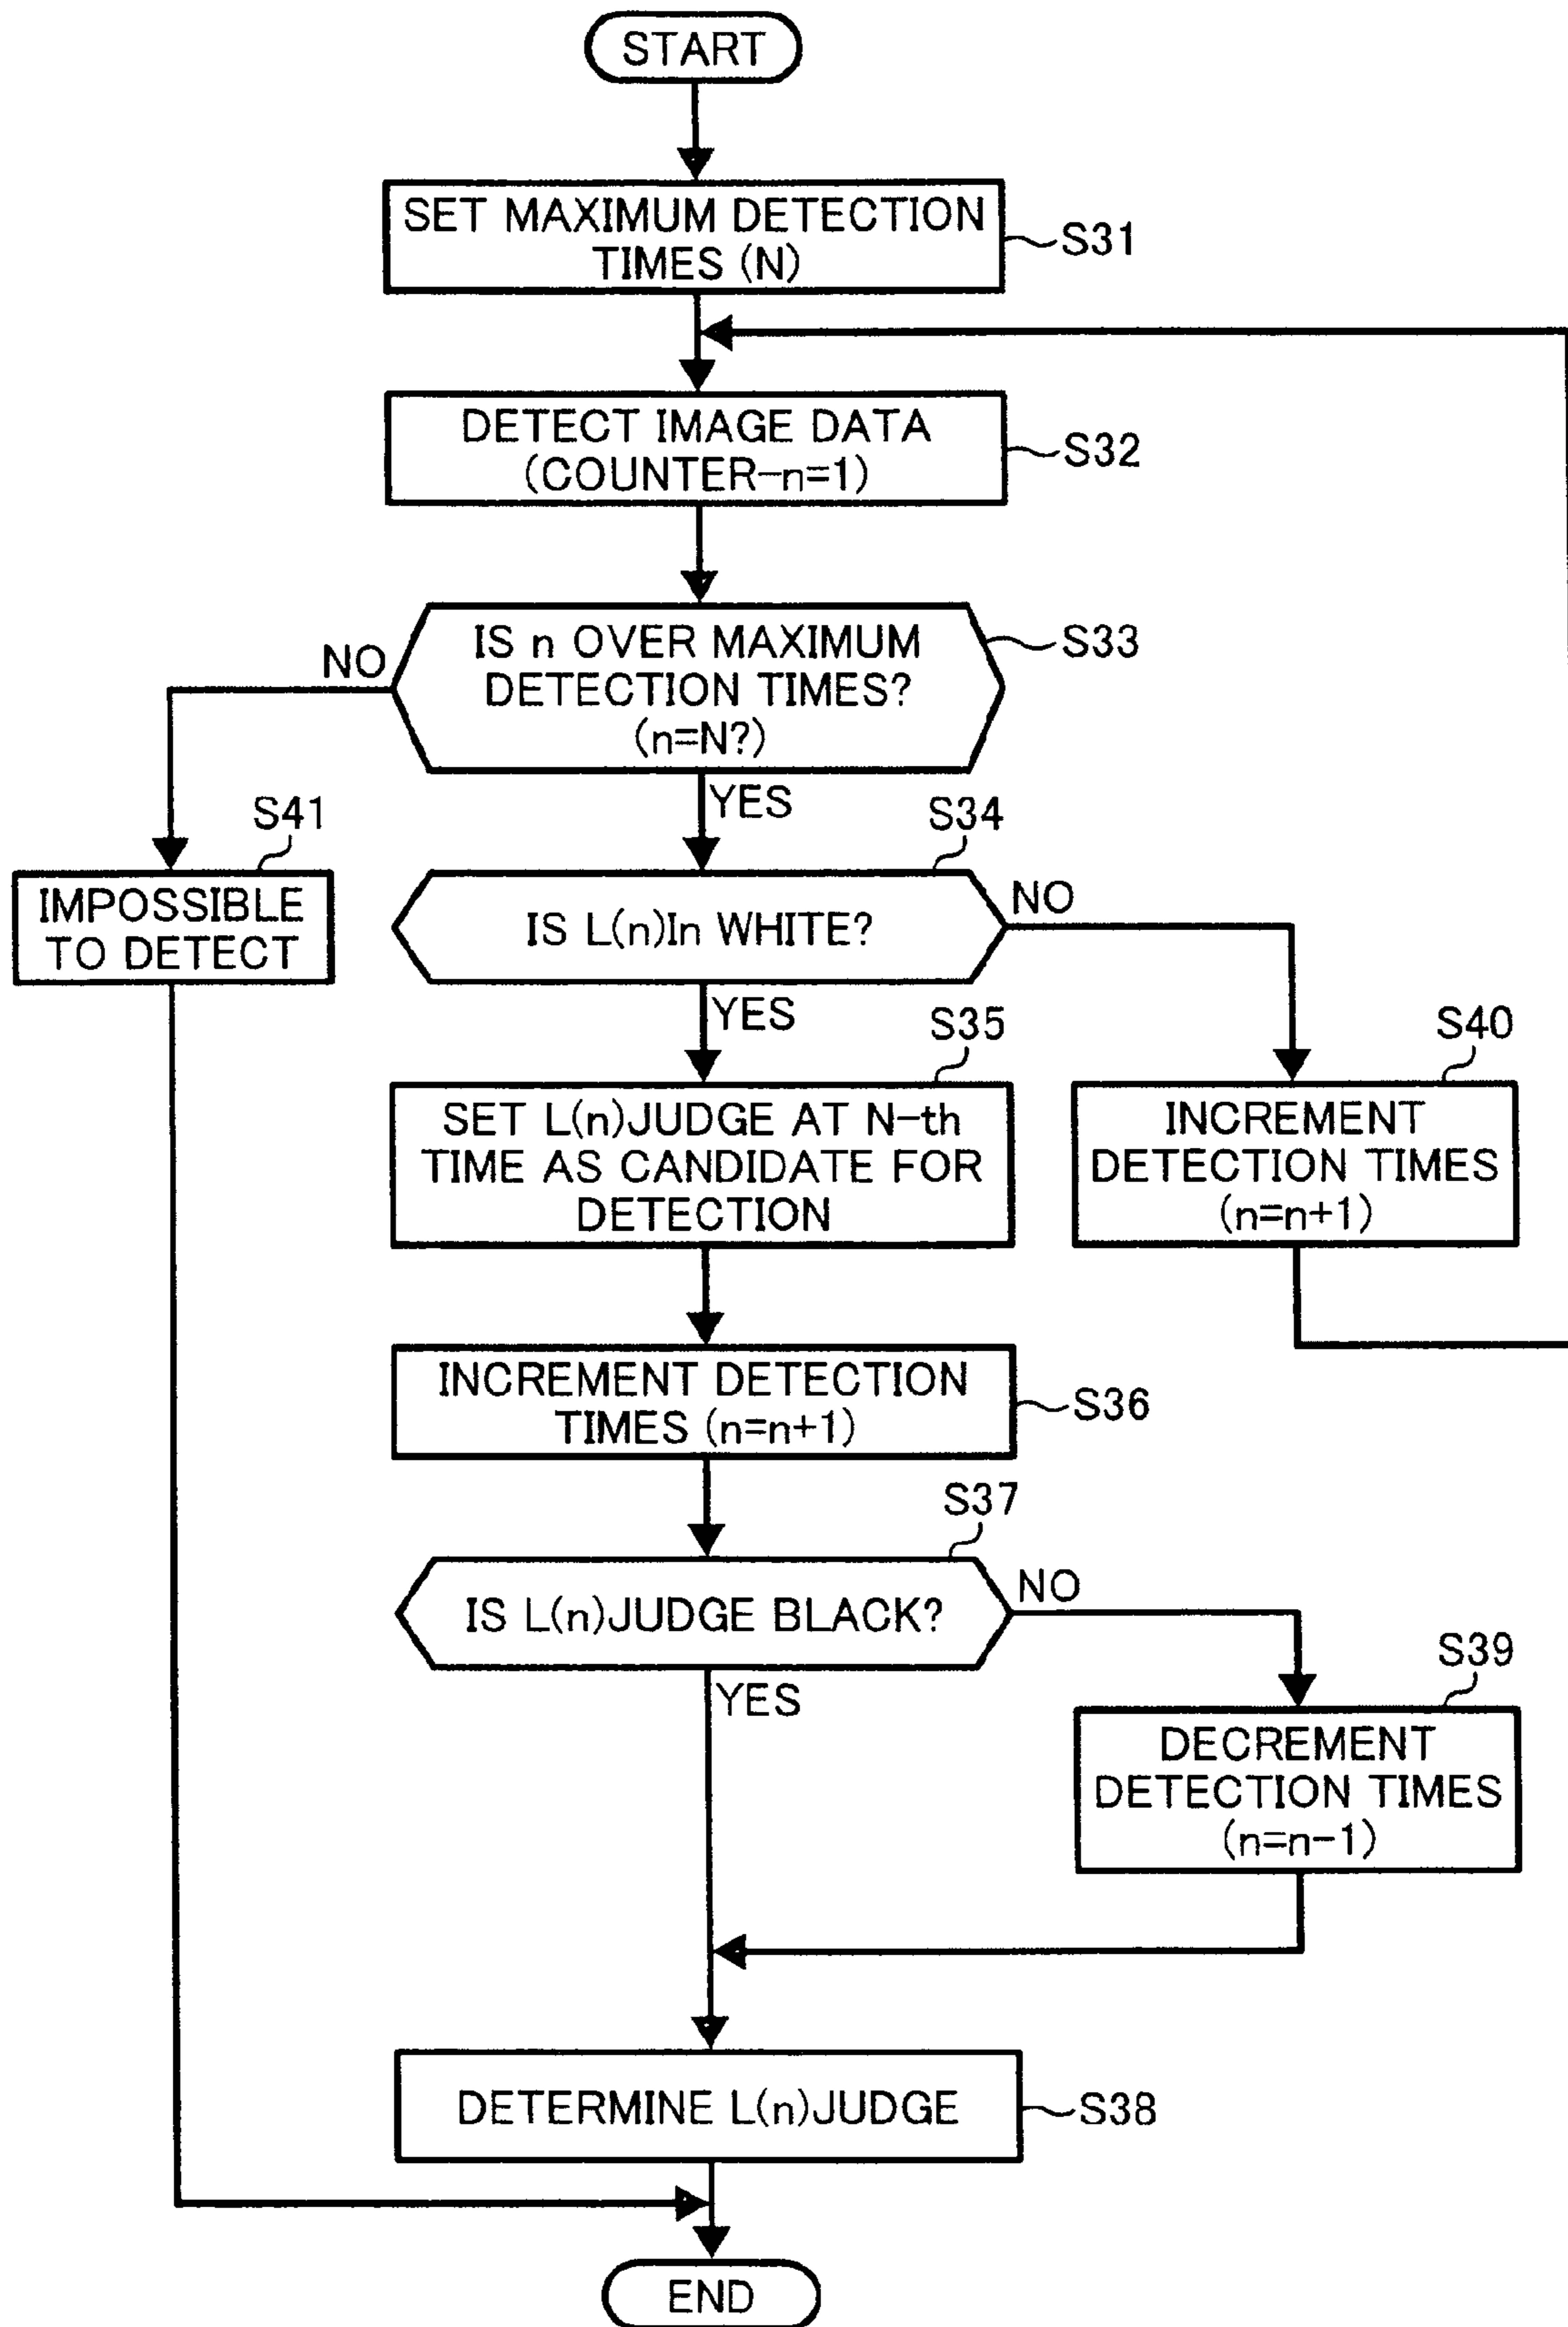 START
SET MAXIMUM DETECTION
TIMES (N)
S31
DETECT IMAGE DATA
(COUNTER-n=1)
S32
IS n OVER MAXIMUM
DETECTION TIMES?
(n=N?)
S33
NO
YES
S41
IMPOSSIBLE
TO DETECT
S34
IS L(n)In WHITE?
NO
YES
S35
SET L(n)JUDGE AT N-th
TIME AS CANDIDATE FOR
DETECTION
S40
INCREMENT
DETECTION TIMES
(n=n+1)
INCREMENT DETECTION
TIMES (n=n+1)
S36
S37
IS L(n)JUDGE BLACK?
NO
YES
S39
DECREMENT
DETECTION TIMES
(n=n-1)
DETERMINE L(n)JUDGE
S38
END